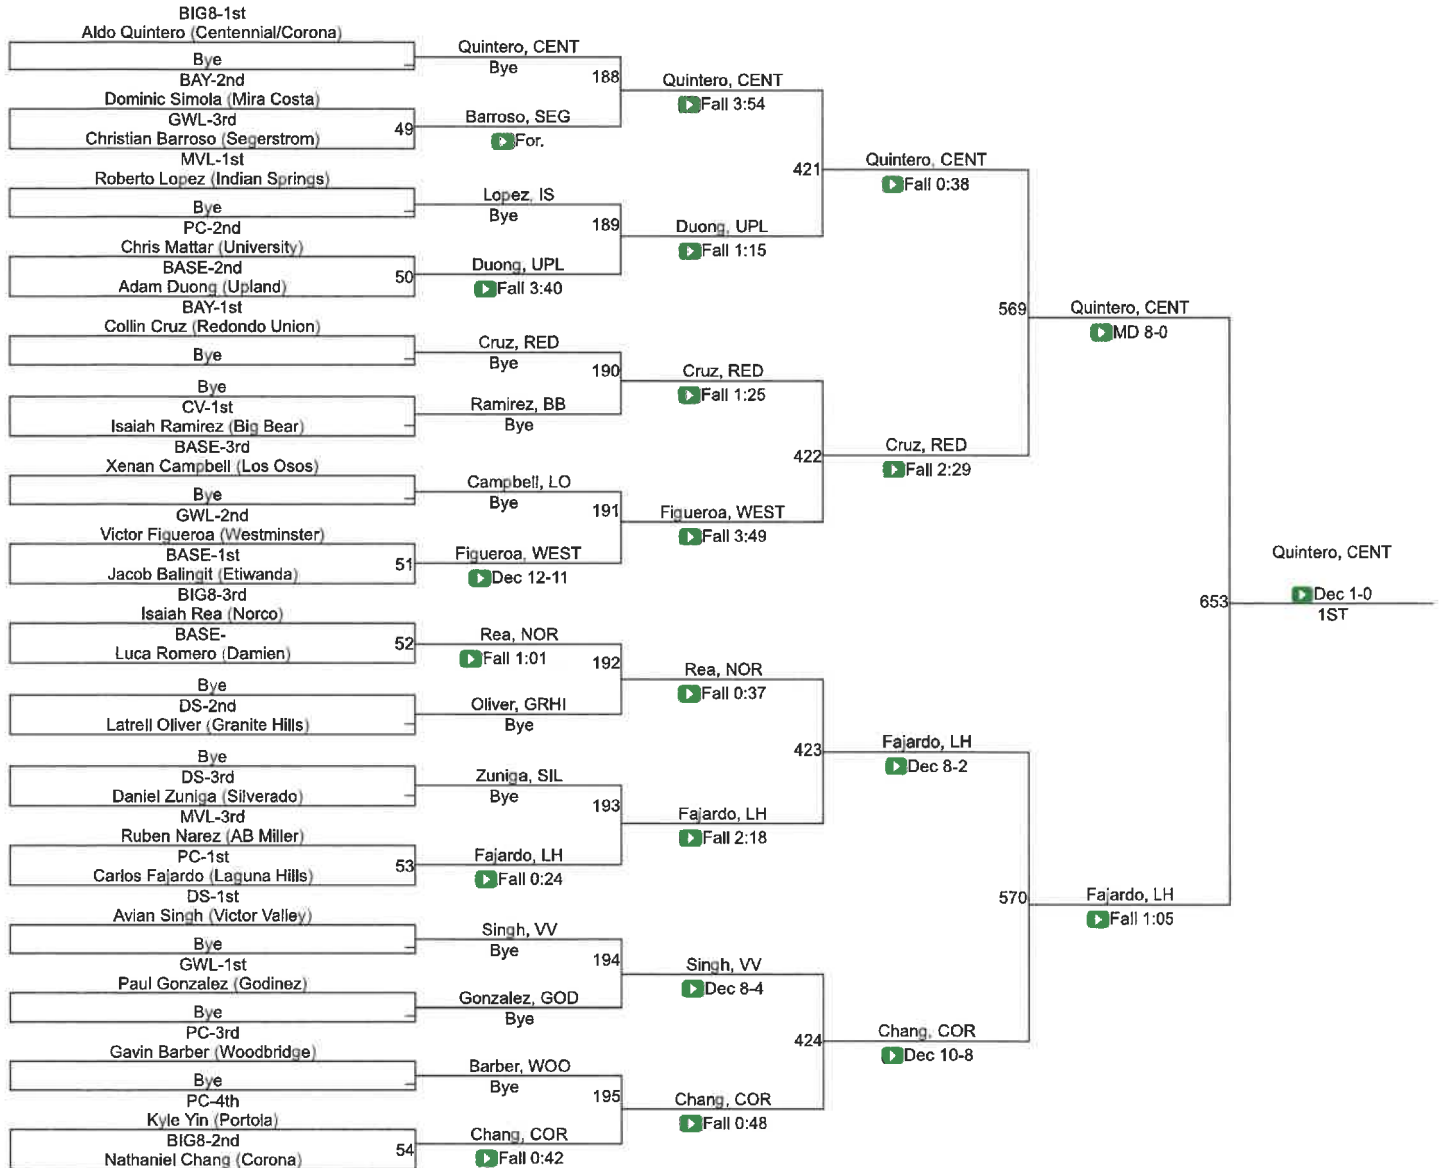 BIG8-1st
Aldo Quintero (Centennial/Corona)
Bye
BAY-2nd
Dominic Simola (Mira Costa)
GWL-3rd
Christian Barroso (Segerstrom)
49
MVL-1st
Roberto Lopez (Indian Springs)
Bye
PC-2nd
Chris Mattar (University)
BASE-2nd
Adam Duong (Upland)
50
BAY-1st
Collin Cruz (Redondo Union)
Bye
Bye
CV-1st
Isaiah Ramirez (Big Bear)
BASE-3rd
Xenan Campbell (Los Osos)
Bye
GWL-2nd
Victor Figueroa (Westminster)
BASE-1st
Jacob Balingit (Etiwanda)
51
BIG8-3rd
Isaiah Rea (Norco)
BASE-
Luca Romero (Damien)
52
Bye
DS-2nd
Latrell Oliver (Granite Hills)
Bye
DS-3rd
Daniel Zuniga (Silverado)
MVL-3rd
Ruben Narez (AB Miller)
PC-1st
Carlos Fajardo (Laguna Hills)
53
DS-1st
Avian Singh (Victor Valley)
Bye
GWL-1st
Paul Gonzalez (Godinez)
Bye
PC-3rd
Gavin Barber (Woodbridge)
Bye
PC-4th
Kyle Yin (Portola)
BIG8-2nd
Nathaniel Chang (Corona)
54
Quintero, CENT
Bye
188
Barroso, SEG
For.
Lopez, IS
Bye
189
Duong, UPL
Fall 3:40
Cruz, RED
Bye
190
Ramirez, BB
Bye
Campbell, LO
Bye
191
Figueroa, WEST
Dec 12-11
Rea, NOR
Fall 1:01
192
Oliver, GRHI
Bye
Zuniga, SIL
Bye
193
Fajardo, LH
Fall 0:24
Singh, VV
Bye
194
Gonzalez, GOD
Bye
Barber, WOO
Bye
195
Chang, COR
Fall 0:42
Quintero, CENT
Fall 3:54
421
Duong, UPL
Fall 1:15
Cruz, RED
Fall 1:25
422
Figueroa, WEST
Fall 3:49
Rea, NOR
Fall 0:37
423
Fajardo, LH
Fall 2:18
Singh, VV
Dec 8-4
424
Chang, COR
Fall 0:48
Quintero, CENT
Fall 0:38
569
Cruz, RED
Fall 2:29
Fajardo, LH
Dec 8-2
570
Chang, COR
Dec 10-8
Quintero, CENT
MD 8-0
653
Fajardo, LH
Fall 1:05
Quintero, CENT
Dec 1-0
1ST